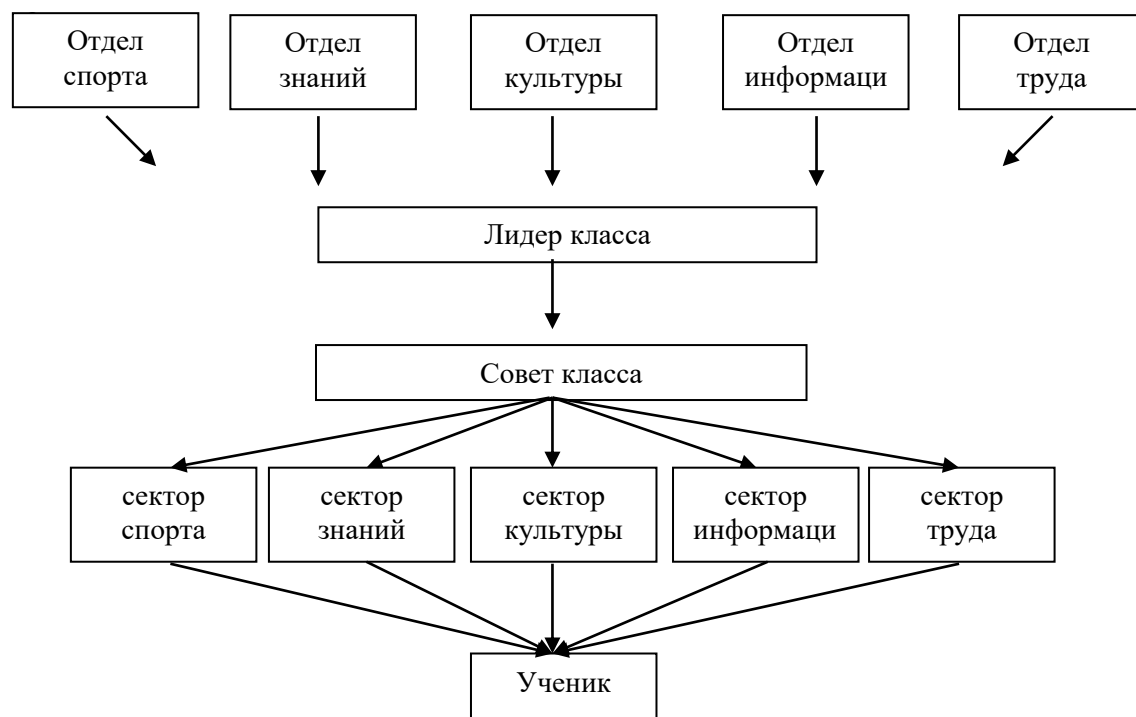 Отдел
спорта
Отдел
знаний
Отдел
культуры
Отдел
информаци
Отдел
труда
Лидер класса
Совет класса
сектор
спорта
сектор
знаний
сектор
культуры
сектор
информаци
сектор
труда
Ученик